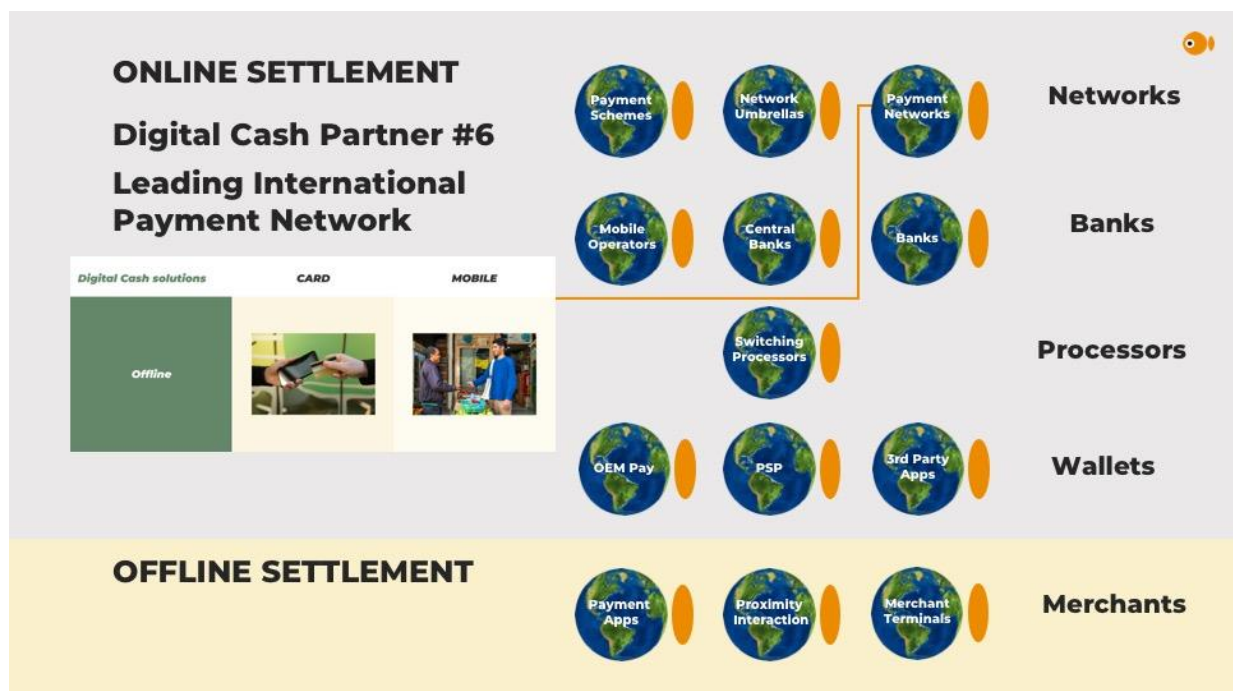 ONLINE SETTLEMENT
Digital Cash Partner #6
Leading International
Payment Network
Digital Cash solutions
CARD
MOBILE
Offline
Payment
Schemes
Network
Umbrellas
Payment
Networks
Networks
Mobile
Operators
Central
Banks
Banks
Banks
Switching
Processors
Processors
OEM Pay
PSP
3rd Party
Apps
Wallets
OFFLINE SETTLEMENT
Payment
Apps
Proximity
Interaction
Merchant
Terminals
Merchants